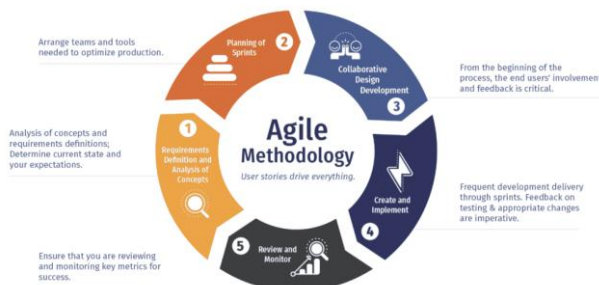 Arrange teams and tools
needed to optimize production.
2
Planning of
Sprints
Collaborative
Design
Development
3
From the beginning of the
process, the end users' involvement
and feedback is critical.
Analysis of concepts and
requirements definitions;
Determine current state and
your expectations.
1
Requirements
Definition and
Analysis of
Concepts
Agile
Methodology
User stories drive everything.
Create and
Implement
4
Frequent development delivery
through sprints. Feedback on
testing & appropriate changes
are imperative.
5
Review and
Monitor
Ensure that you are reviewing
and monitoring key metrics for
success.